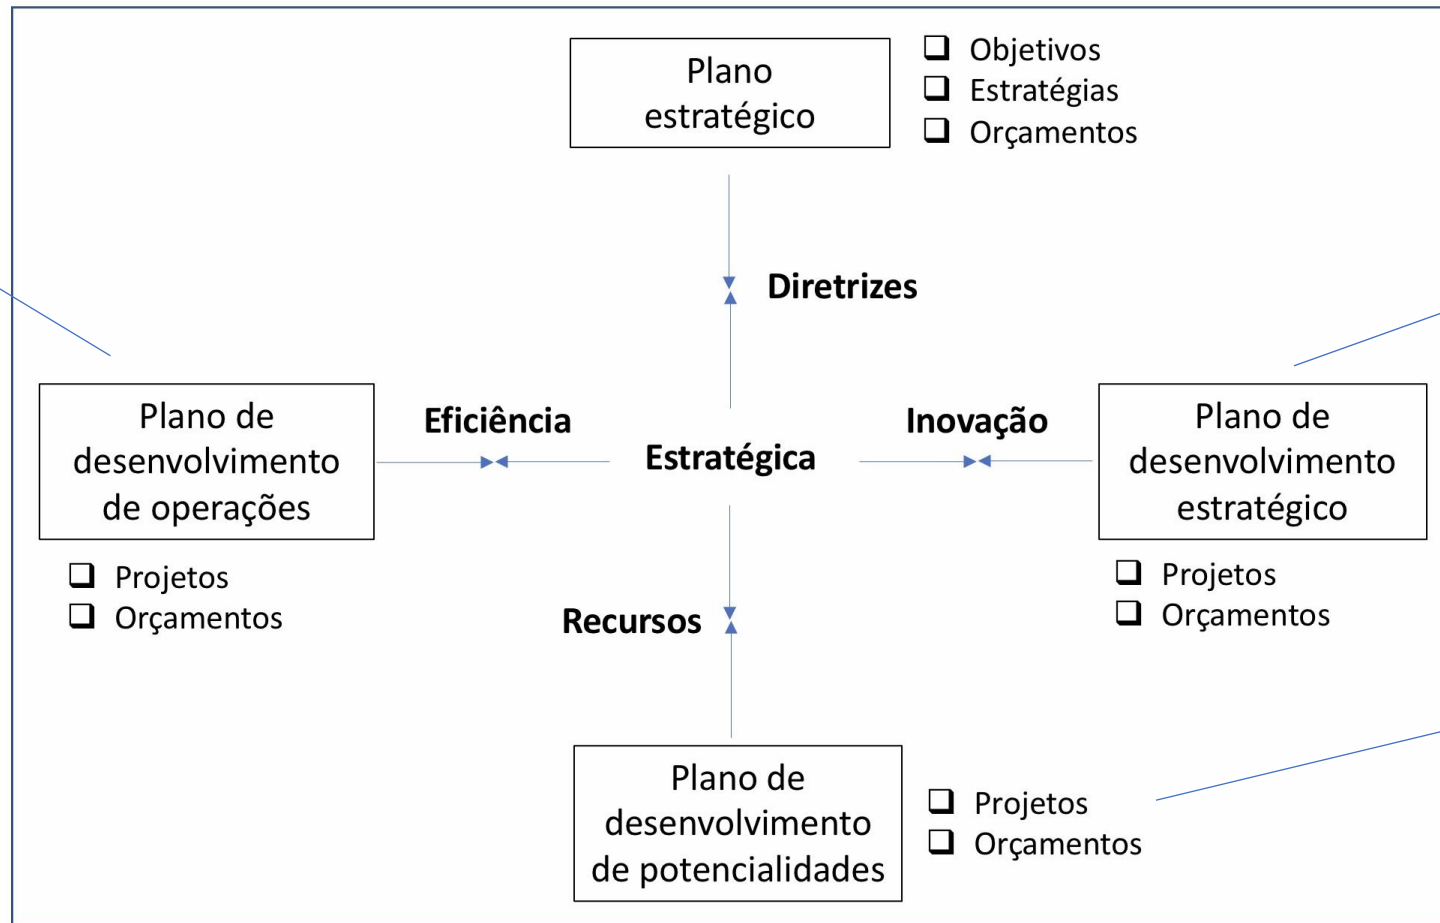 Plano
estratégico
❑ Objetivos
❑ Estratégias
❑ Orçamentos
Diretrizes
Plano de
desenvolvimento
de operações
❑ Projetos
❑ Orçamentos
Eficiência
Estratégica
Inovação
Plano de
desenvolvimento
estratégico
❑ Projetos
❑ Orçamentos
Recursos
Plano de
desenvolvimento
de potencialidades
❑ Projetos
❑ Orçamentos